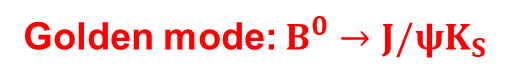 Golden mode: B⁰ → J/ψK_S